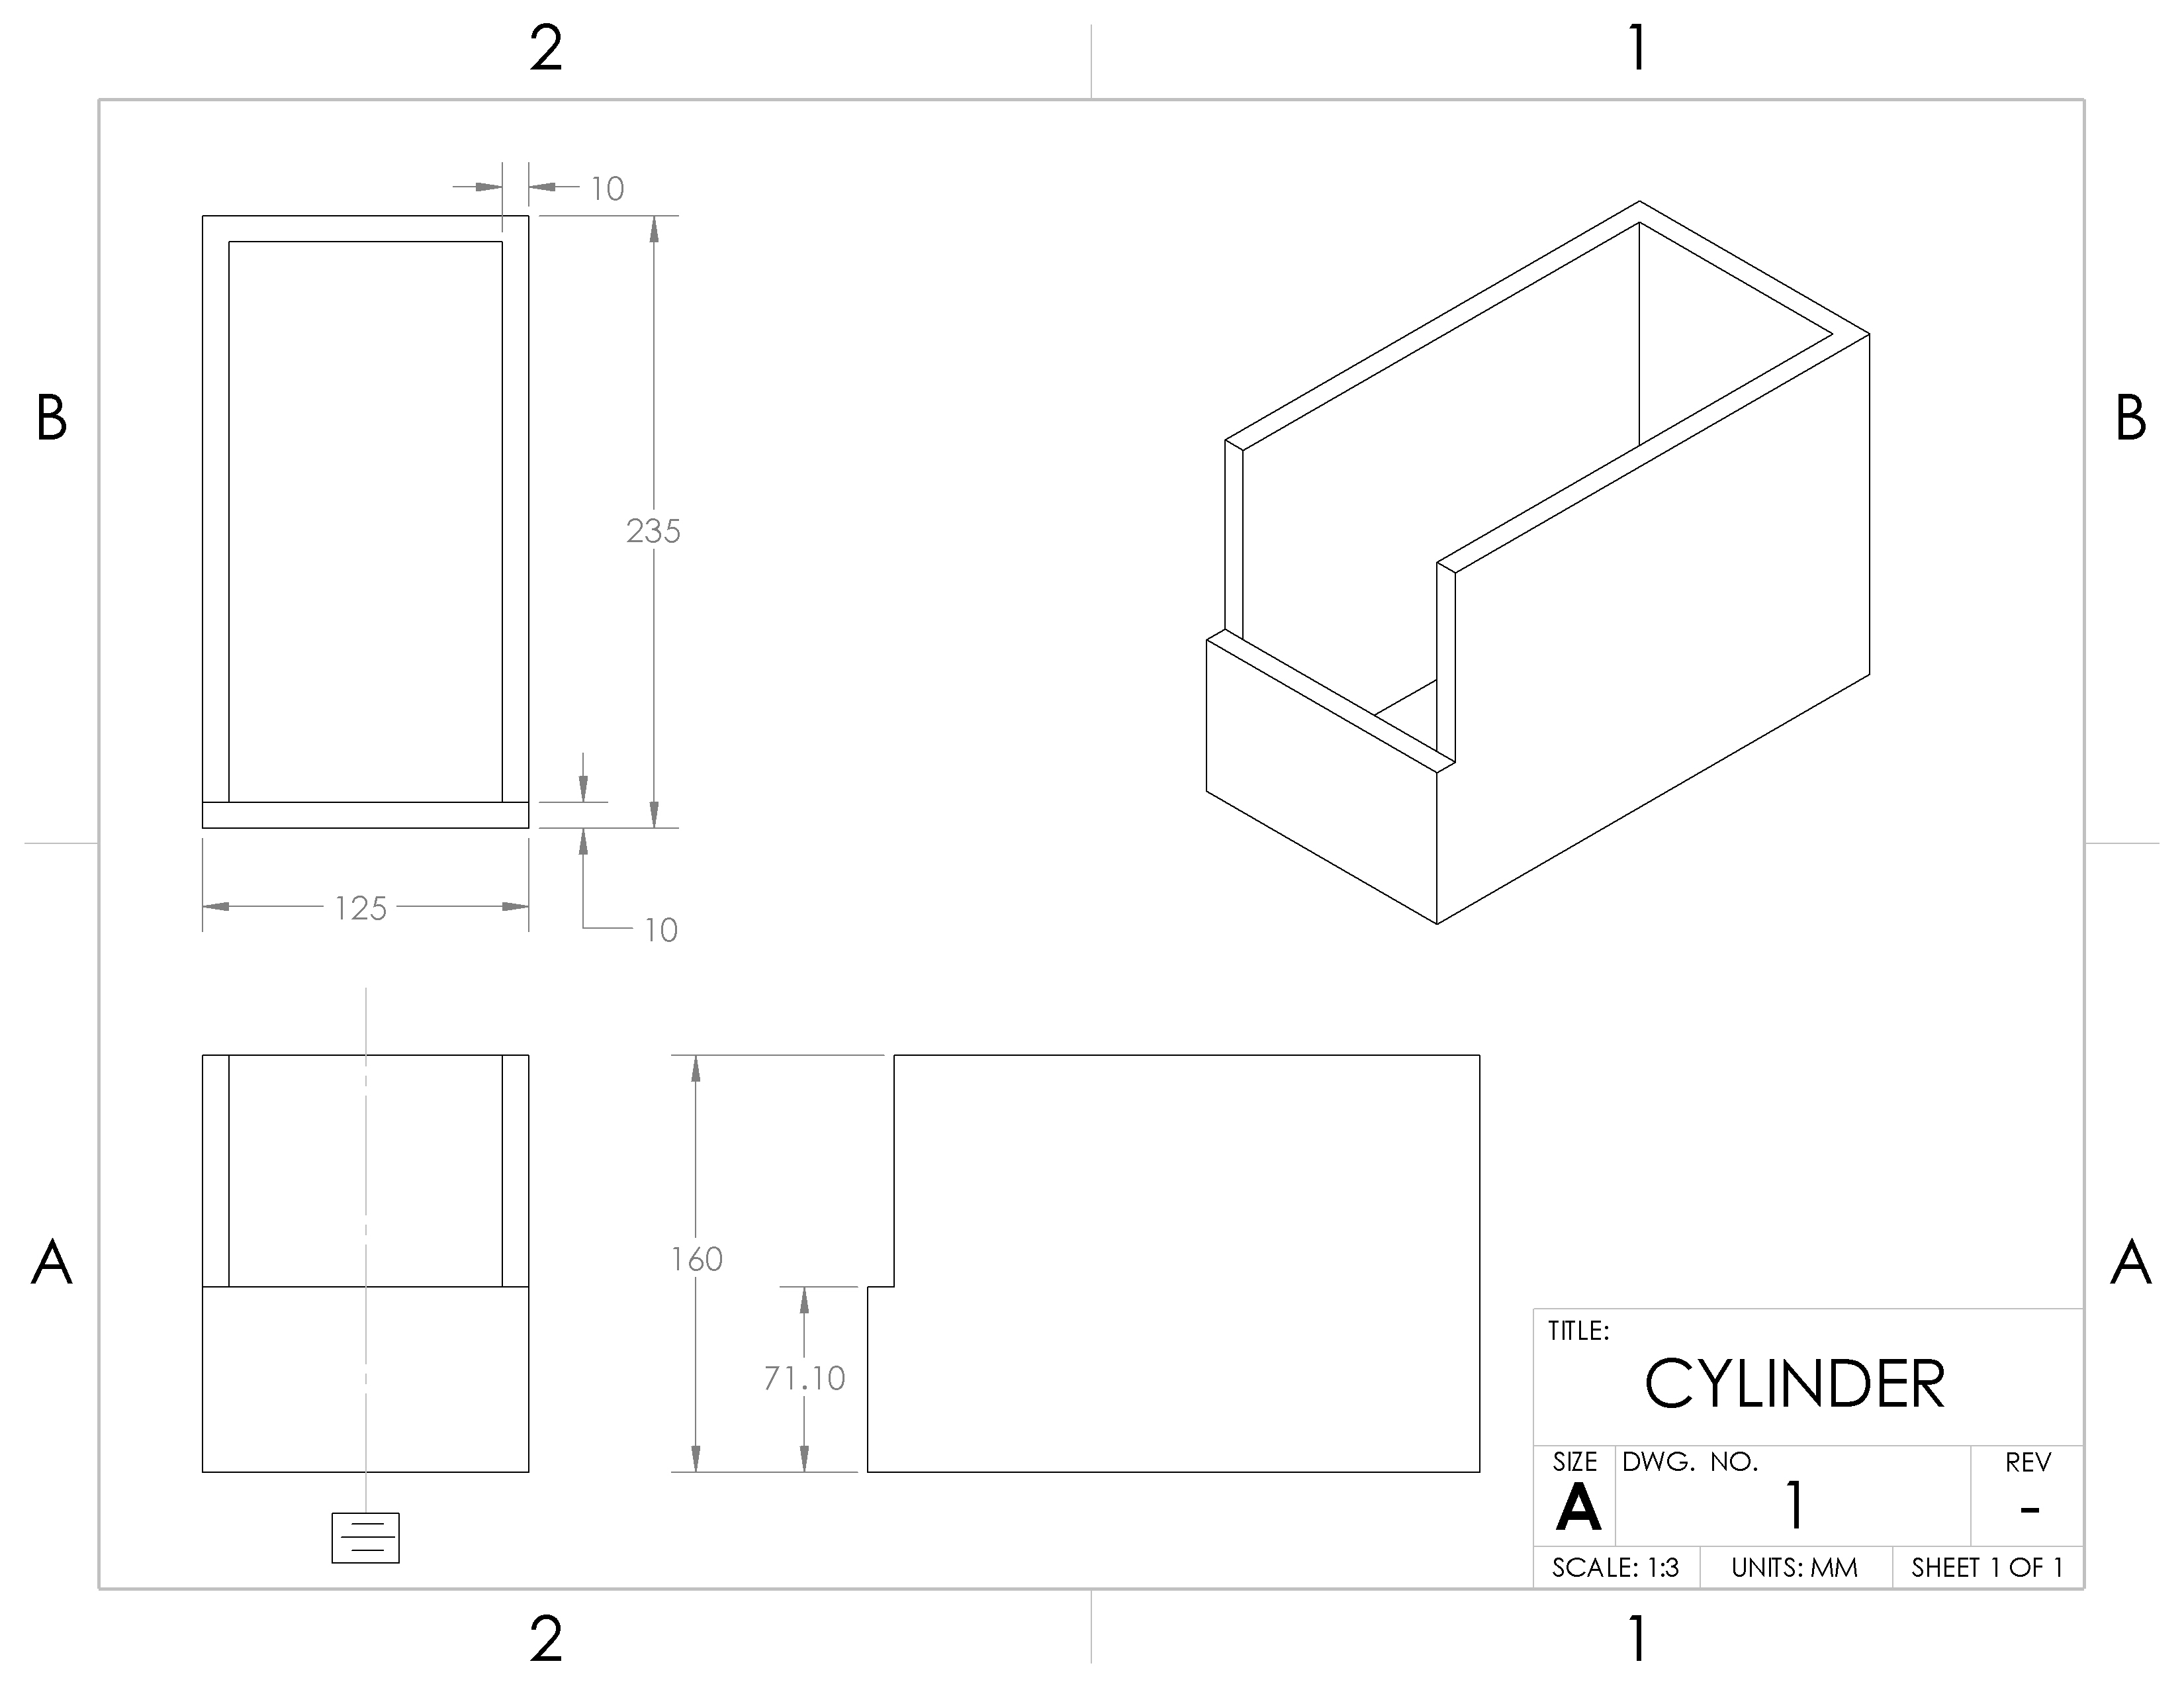 2 1
10
B B
235
125
10
160
A A
71.10
TITLE:
CYLINDER
SIZE DWG. NO. REV
A 1 -
SCALE: 1:3 UNITS: MM SHEET 1 OF 1
2 1